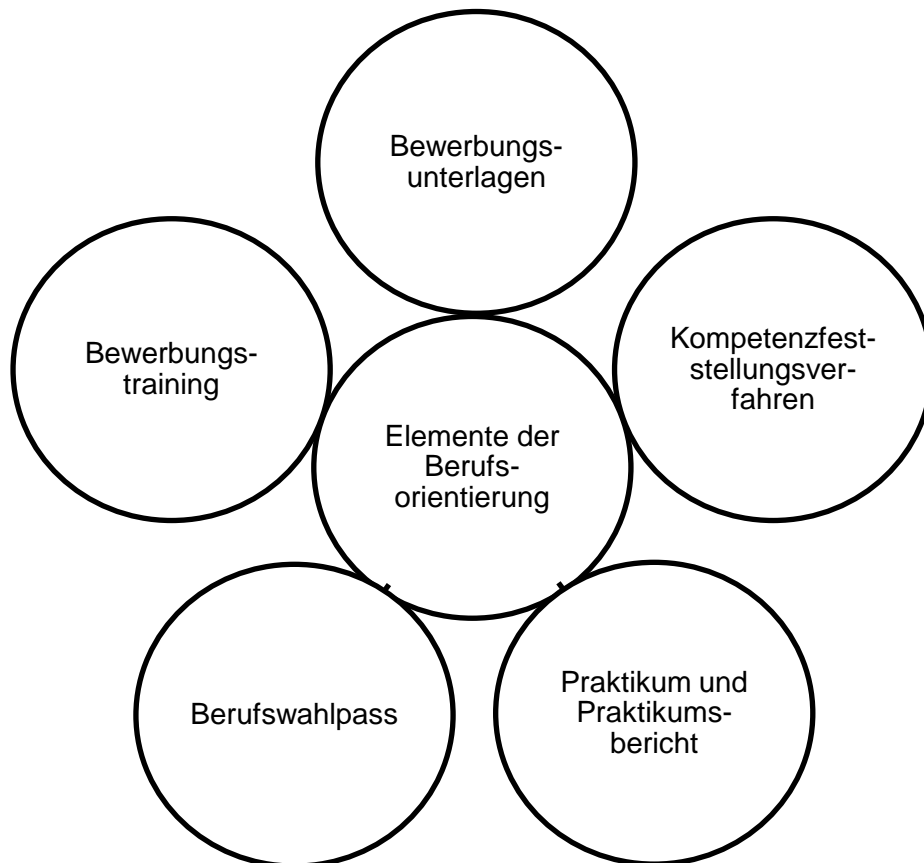 Bewerbungs-
unterlagen
Bewerbungs-
training
Kompetenzfest-
stellungsver-
fahren
Elemente der
Berufs-
orientierung
Berufswahlpass
Praktikum und
Praktikums-
bericht